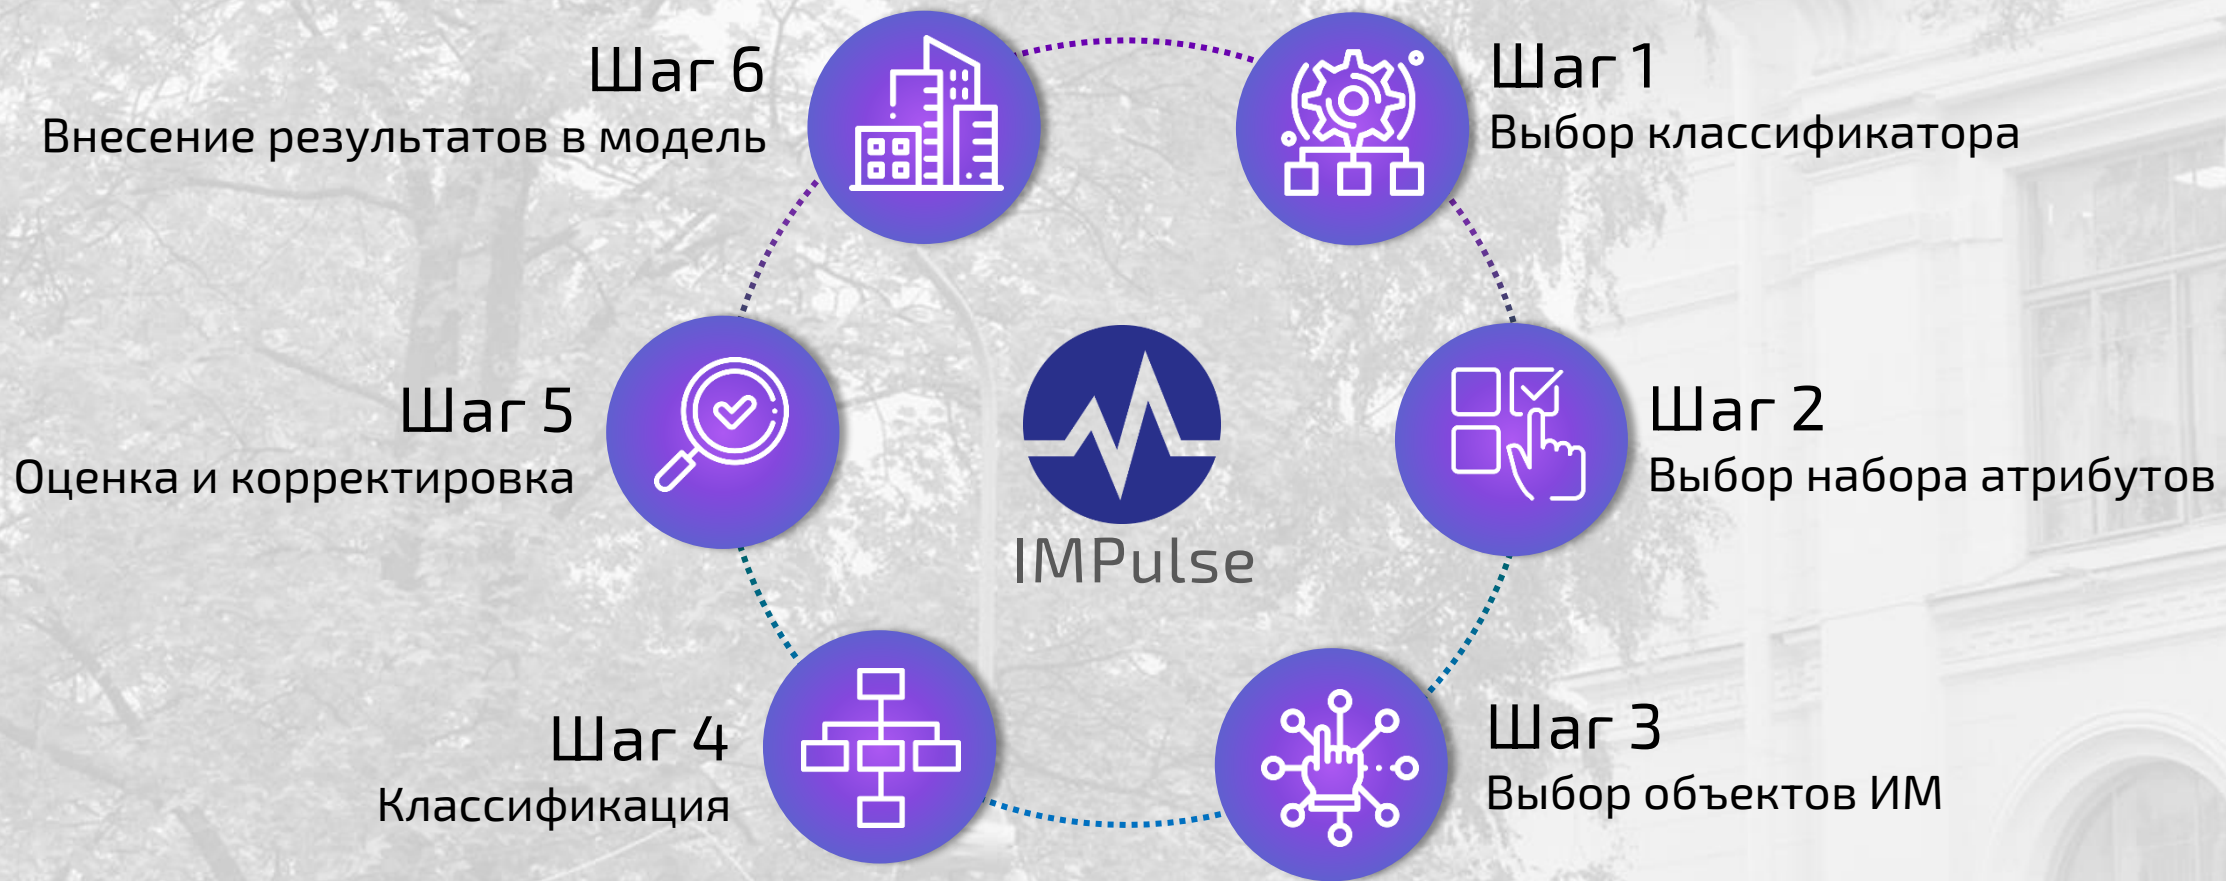 Шаг 1
Выбор классификатора
Шаг 2
Выбор набора атрибутов
Шаг 3
Выбор объектов ИМ
Шаг 4
Классификация
Шаг 5
Оценка и корректировка
Шаг 6
Внесение результатов в модель
IMPulse